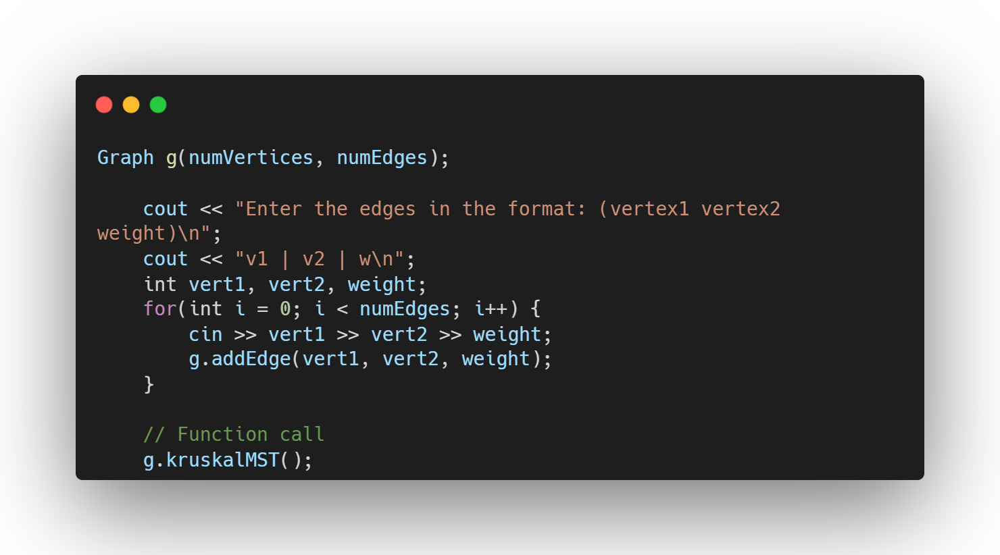 Graph g(numVertices, numEdges);

    cout << "Enter the edges in the format: (vertex1 vertex2
weight)\n";
    cout << "v1 | v2 | w\n";
    int vert1, vert2, weight;
    for(int i = 0; i < numEdges; i++) {
        cin >> vert1 >> vert2 >> weight;
        g.addEdge(vert1, vert2, weight);
    }

    // Function call
    g.kruskalMST();